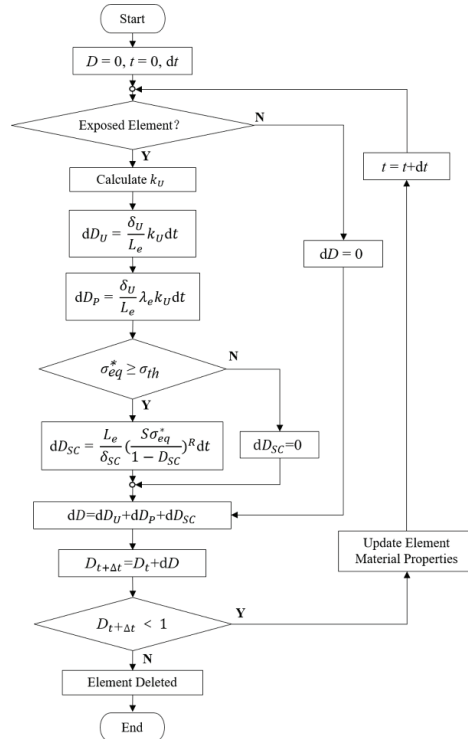 Start
D = 0, t = 0, dt
Exposed Element?
N
Y
Calculate k_U
t = t+dt
dD_U = δ_U/L_e k_U dt
dD = 0
dD_P = δ_U/L_e λ_e k_U dt
σ*_eq ≥ σ_th
N
Y
dD_SC = L_e/δ_SC (Sσ*_eq/1 − D_SC)^R dt
dD_SC=0
dD=dD_U+dD_P+dD_SC
Update Element
Material Properties
D_t+Δt=D_t+dD
D_t+Δt < 1
Y
N
Element Deleted
End